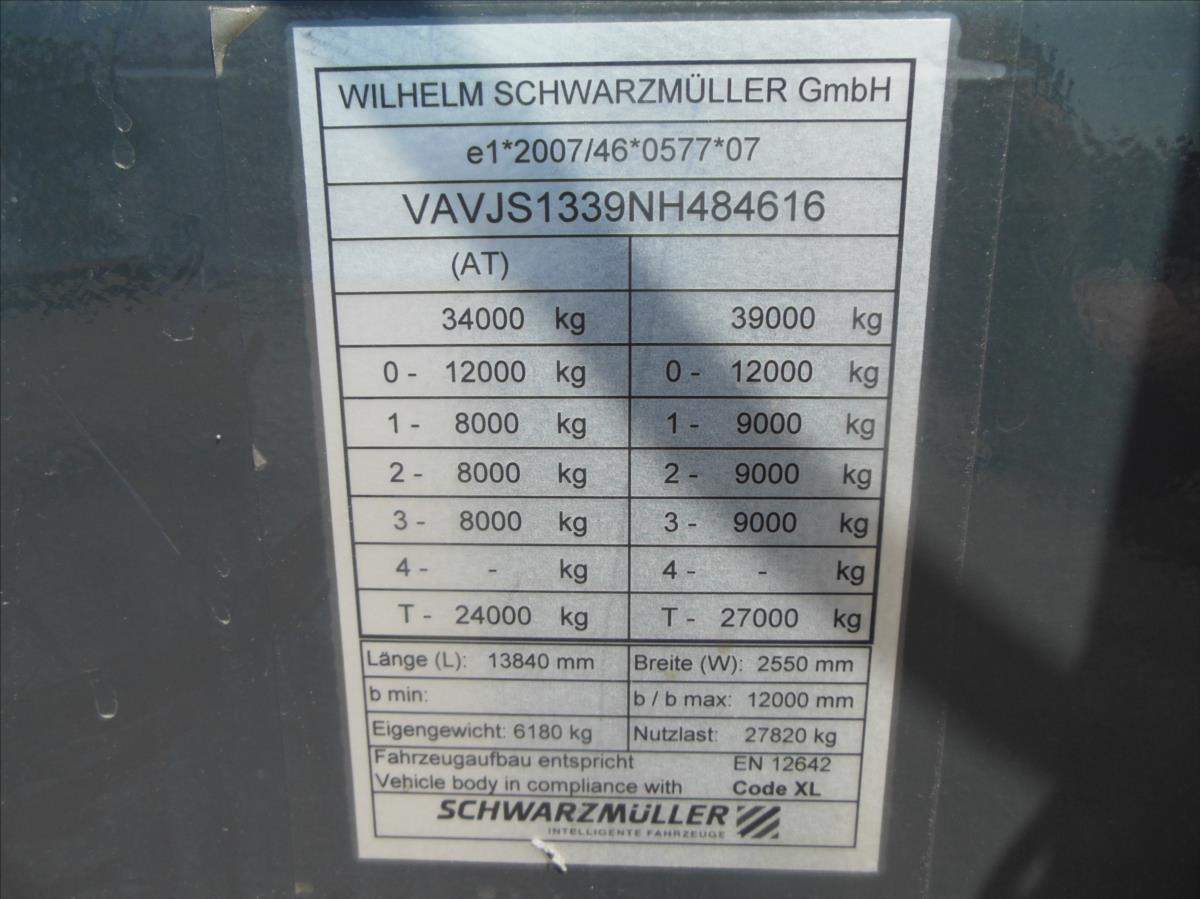 WILHELM SCHWARZMÜLLER GmbH
e1*2007/46*0577*07
VAVJS1339NH484616
(AT)
34000 kg 39000 kg
0 - 12000 kg 0 - 12000 kg
1 - 8000 kg 1 - 9000 kg
2 - 8000 kg 2 - 9000 kg
3 - 8000 kg 3 - 9000 kg
4 - - kg 4 - - kg
T - 24000 kg T - 27000 kg
Länge (L): 13840 mm Breite (W): 2550 mm
b min: b / b max: 12000 mm
Eigengewicht: 6180 kg Nutzlast: 27820 kg
Fahrzeugaufbau entspricht EN 12642
Vehicle body in compliance with Code XL
SCHWARZMÜLLER
INTELLIGENTE FAHRZEUGE